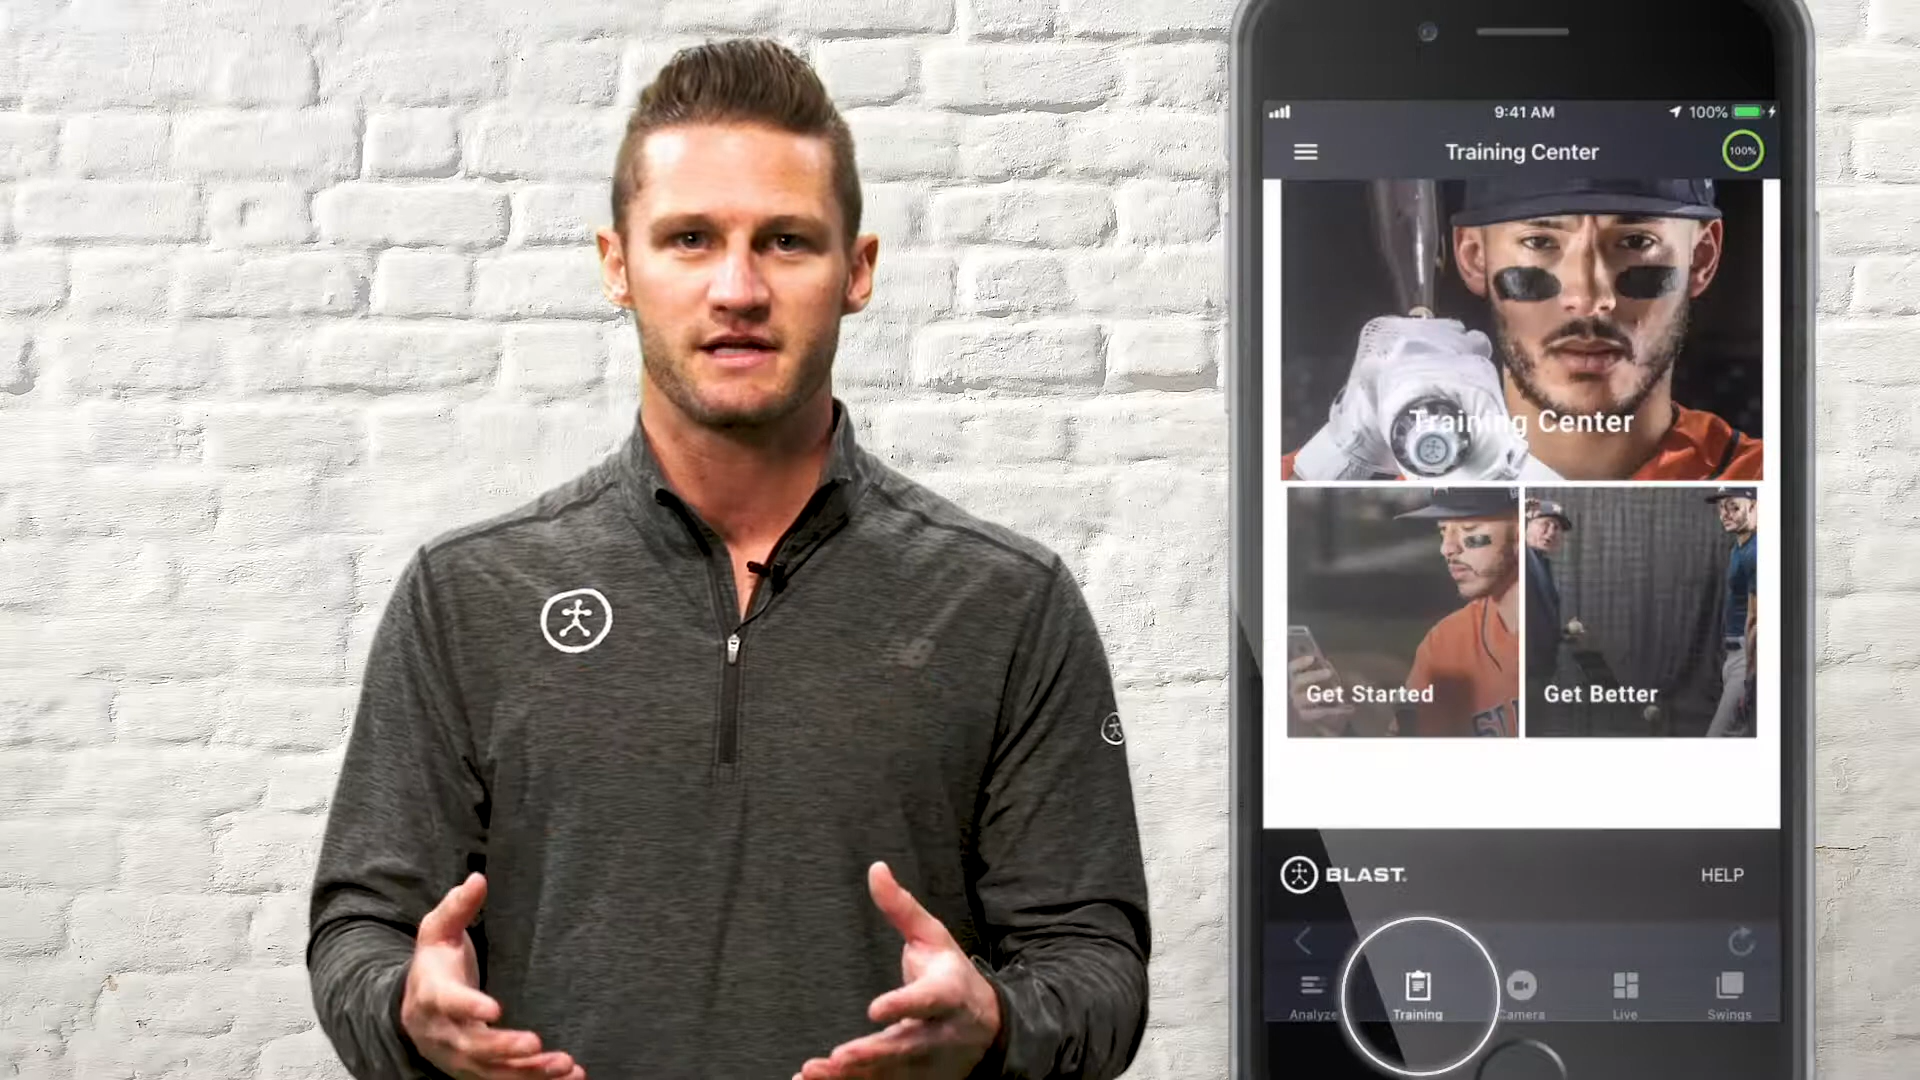 9:41 AM
100%
Training Center
100%
Training Center
Get Started
Get Better
BLAST
HELP
Analyze
Training
Camera
Live
Swings